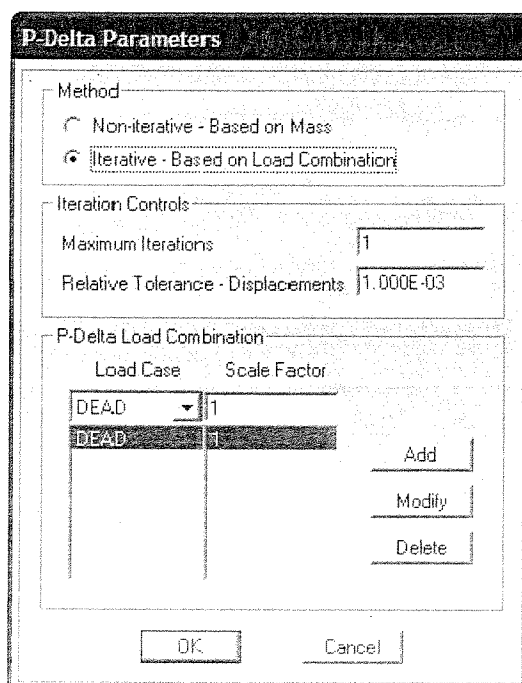 P-Delta Parameters
Method
Non-iterative - Based on Mass
Iterative - Based on Load Combination
Iteration Controls
Maximum Iterations 1
Relative Tolerance - Displacements 1.000E-03
P-Delta Load Combination
Load Case Scale Factor
DEAD 1
DEAD 1
Add
Modify
Delete
OK Cancel